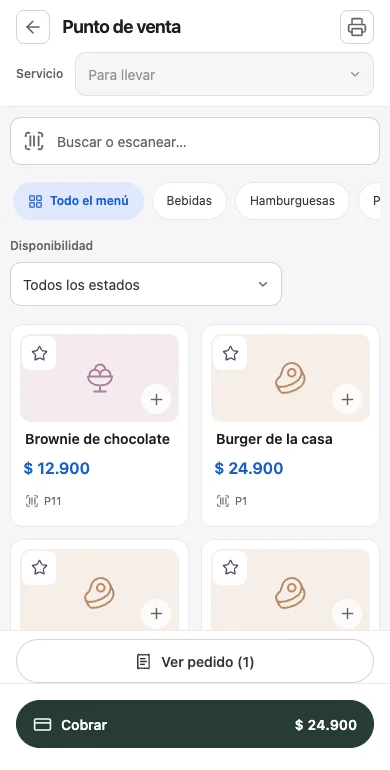 Punto de venta
Servicio
Para llevar
Buscar o escanear...
Todo el menú
Bebidas
Hamburguesas
P
Disponibilidad
Todos los estados
Brownie de chocolate
$ 12.900
P11
Burger de la casa
$ 24.900
P1
Ver pedido (1)
Cobrar
$ 24.900